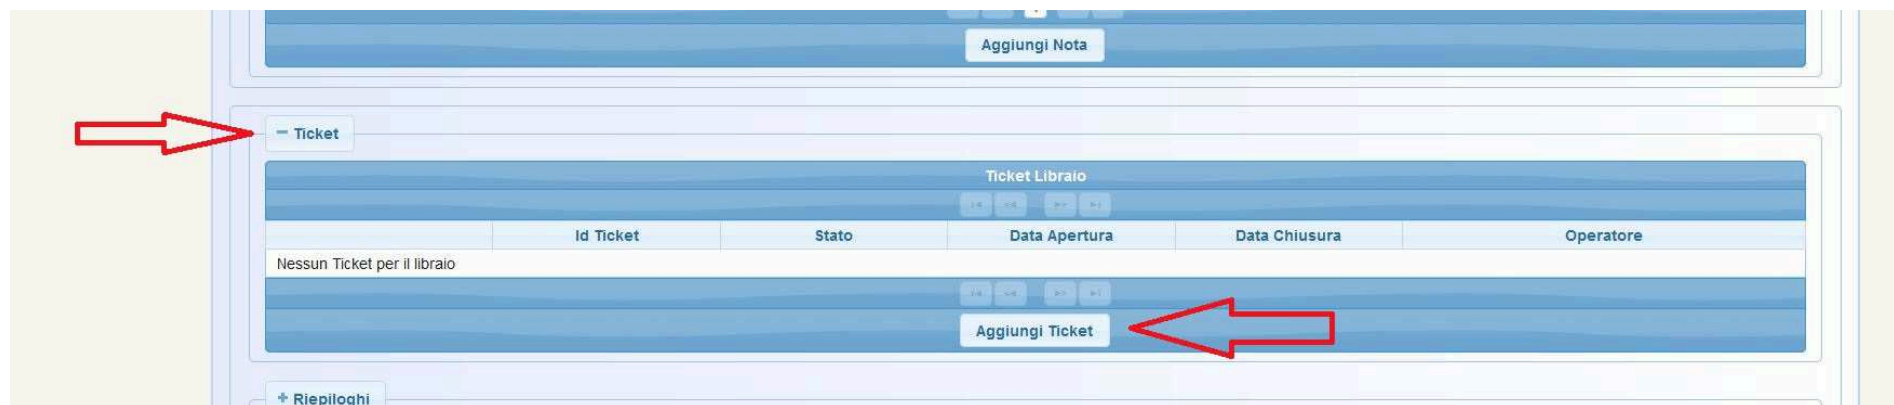 Aggiungi Nota
Ticket
Ticket Libraio
Id Ticket Stato Data Apertura Data Chiusura Operatore
Nessun Ticket per il libraio
Aggiungi Ticket
Riepiloghi